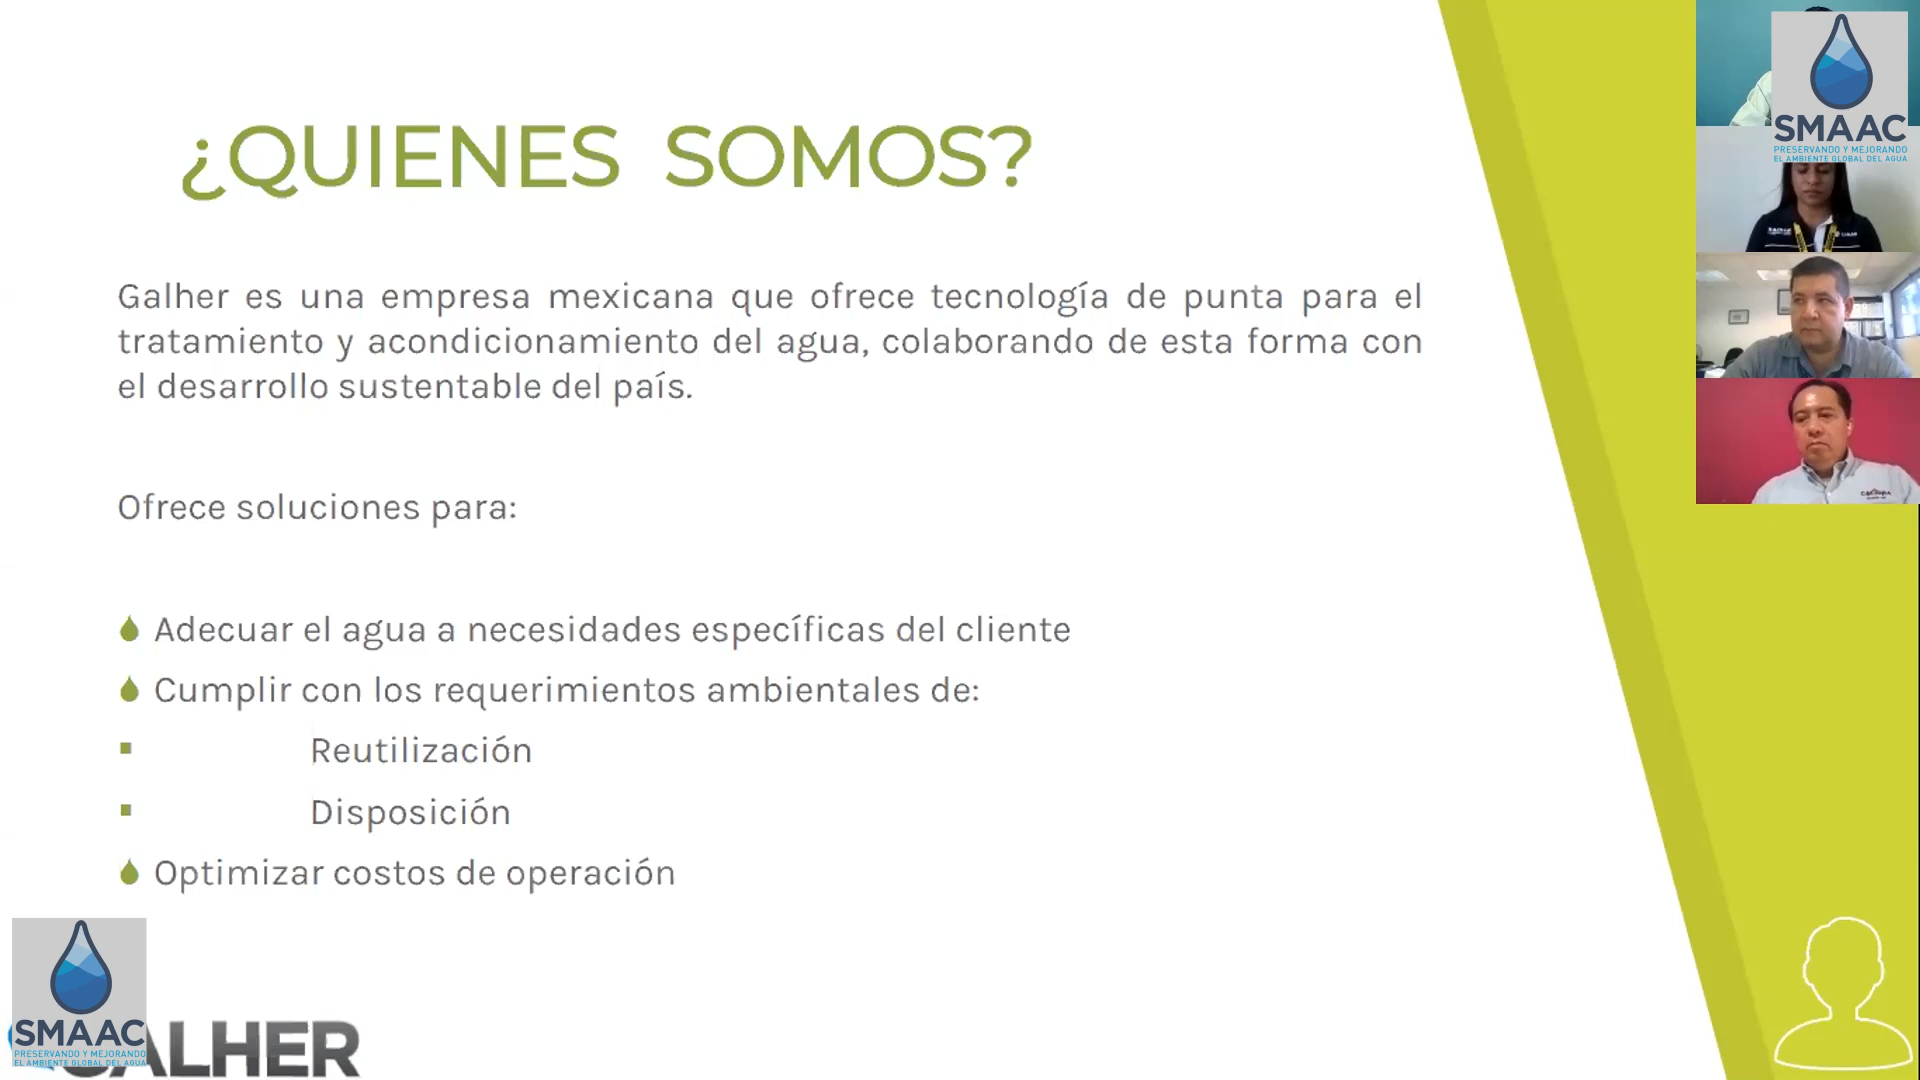 ¿QUIENES SOMOS?
Galher es una empresa mexicana que ofrece tecnología de punta para el
tratamiento y acondicionamiento del agua, colaborando de esta forma con
el desarrollo sustentable del país.
Ofrece soluciones para:
Adecuar el agua a necesidades específicas del cliente
Cumplir con los requerimientos ambientales de:
Reutilización
Disposición
Optimizar costos de operación
SMAAC
PRESERVANDO Y MEJORANDO
EL AMBIENTE GLOBAL DEL AGUA
SMAAC
PRESERVANDO Y MEJORANDO
EL AMBIENTE GLOBAL DEL AGUA
ALHER